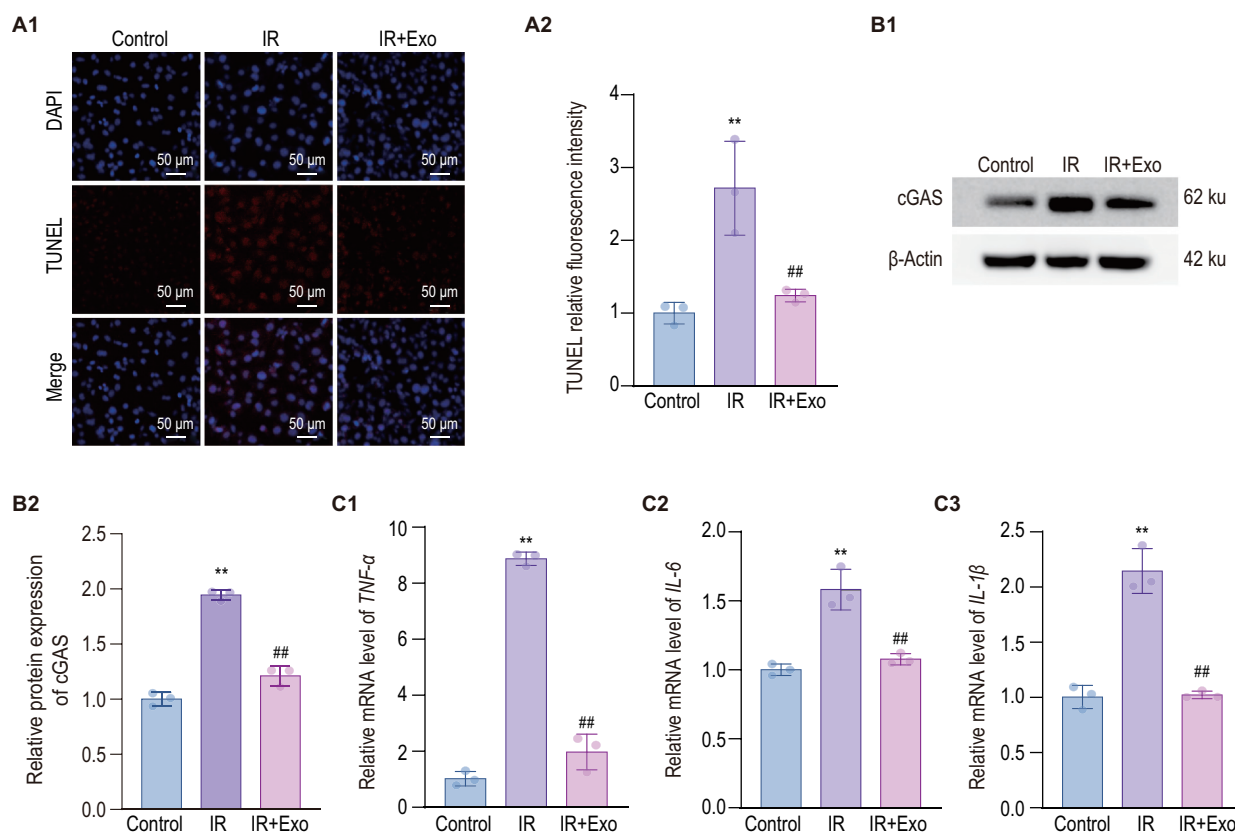 A1
Control IR IR+Exo
DAPI
50 μm 50 μm 50 μm
TUNEL
50 μm 50 μm 50 μm
Merge
50 μm 50 μm 50 μm
A2
TUNEL relative fluorescence intensity
4
3
2
1
0
**
##
Control IR IR+Exo
B1
Control IR IR+Exo
cGAS 62 ku
β-Actin 42 ku
B2
Relative protein expression
of cGAS
2.5
2.0
1.5
1.0
0.5
0.0
**
##
Control IR IR+Exo
C1
Relative mRNA level of TNF-α
10
8
6
4
2
0
**
##
Control IR IR+Exo
C2
Relative mRNA level of IL-6
2.0
1.5
1.0
0.5
0.0
**
##
Control IR IR+Exo
C3
Relative mRNA level of IL-1β
2.5
2.0
1.5
1.0
0.5
0.0
**
##
Control IR IR+Exo